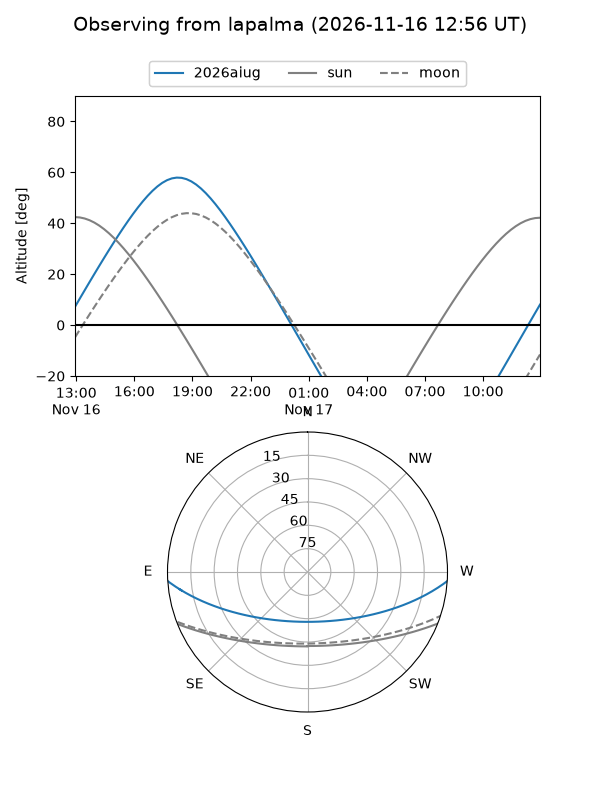 Observing from lapalma (2026-11-16 12:56 UT)
2026aiug sun moon
Altitude [deg]
80
60
40
20
0
−20
13:00 16:00 19:00 22:00 01:00 04:00 07:00 10:00
Nov 16 Nov 17
N
NE NW
15
30
45
60
75
E W
SE SW
S